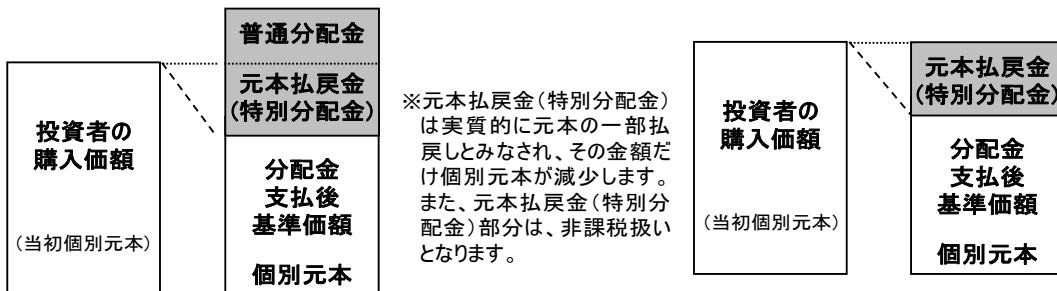 普通分配金
元本払戻金
(特別分配金)
投資者の
購入価額
(当初個別元本)
分配金
支払後
基準価額
個別元本
※元本払戻金(特別分配金)
は実質的に元本の一部払
戻しとみなされ、その金額だ
け個別元本が減少します。
また、元本払戻金(特別分
配金)部分は、非課税扱い
となります。
投資者の
購入価額
(当初個別元本)
元本払戻金
(特別分配金)
分配金
支払後
基準価額
個別元本